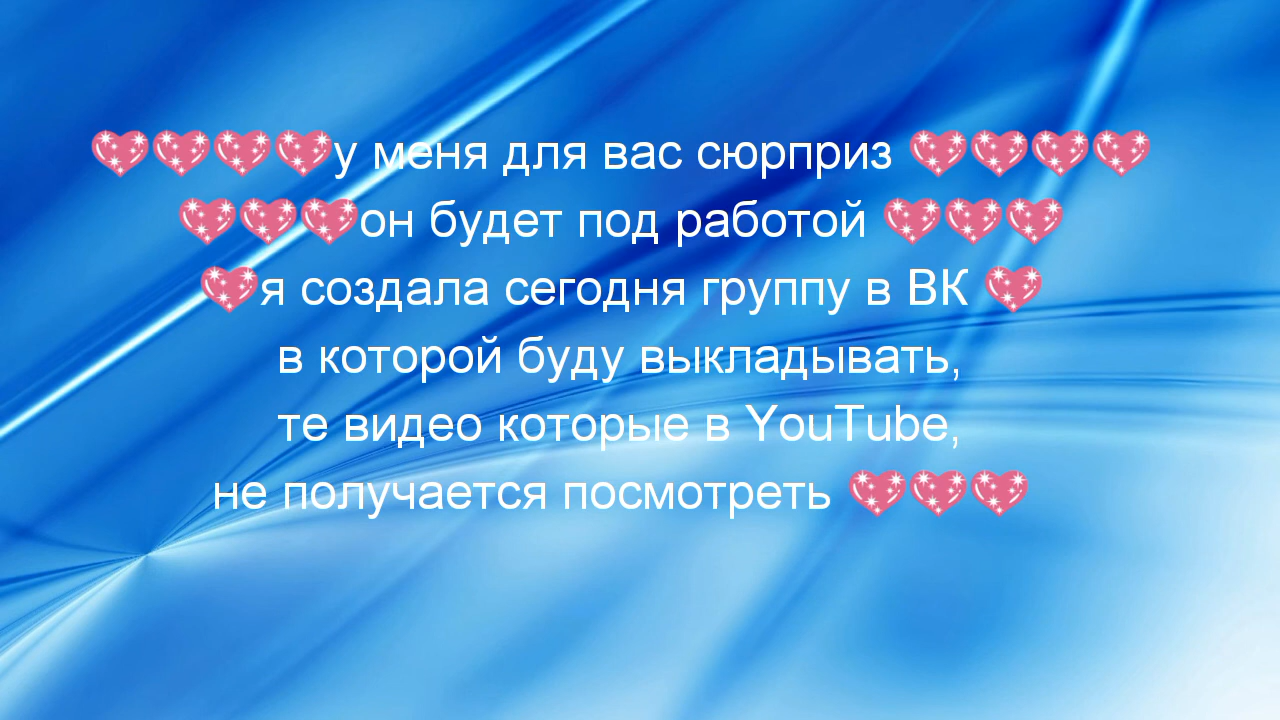 💖💖💖💖у меня для вас сюрприз 💖💖💖💖
💖💖💖он будет под работой 💖💖💖
💖я создала сегодня группу в ВК 💖
в которой буду выкладывать,
те видео которые в YouTube,
не получается посмотреть 💖💖💖